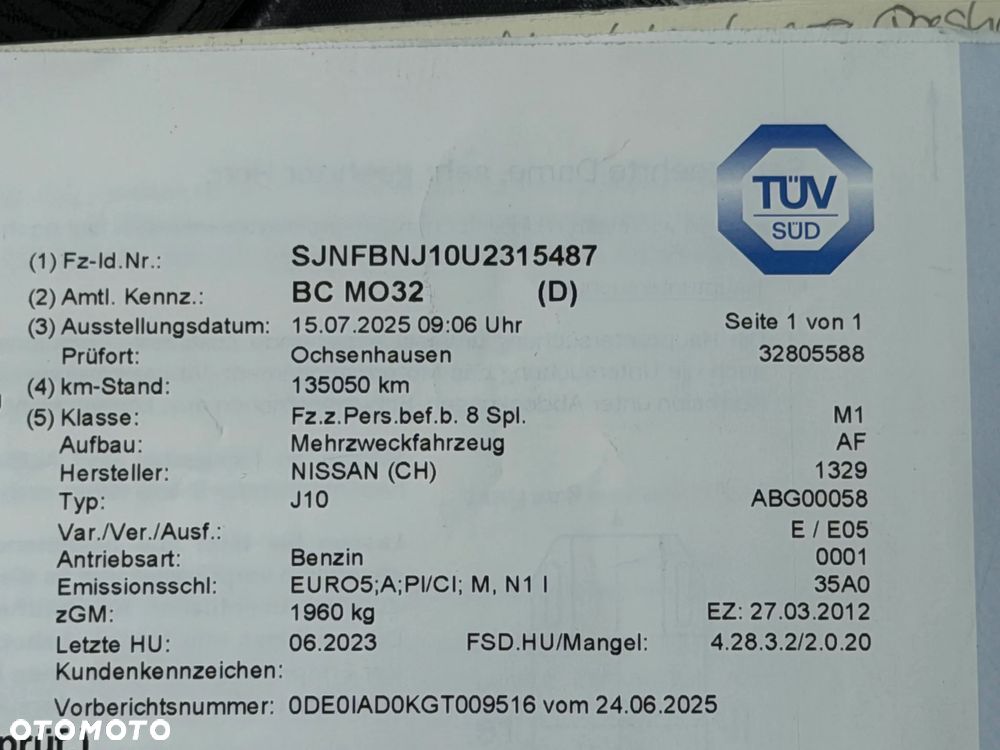 TÜV
SÜD
(1) Fz-Id.Nr.: SJNFBNJ10U2315487
(2) Amtl. Kennz.: BC MO32 (D)
(3) Ausstellungsdatum: 15.07.2025 09:06 Uhr Seite 1 von 1
Prüfort: Ochsenhausen 32805588
(4) km-Stand: 135050 km
(5) Klasse: Fz.z.Pers.bef.b. 8 Spl. M1
Aufbau: Mehrzweckfahrzeug AF
Hersteller: NISSAN (CH) 1329
Typ: J10 ABG00058
Var./Ver./Ausf.: E / E05
Antriebsart: Benzin 0001
Emissionsschl: EURO5;A;PI/CI; M, N1 I 35A0
zGM: 1960 kg EZ: 27.03.2012
Letzte HU: 06.2023 FSD.HU/Mangel: 4.28.3.2/2.0.20
Kundenkennzeichen:
Vorberichtsnummer: 0DE0IAD0KGT009516 vom 24.06.2025
OTOMOTO